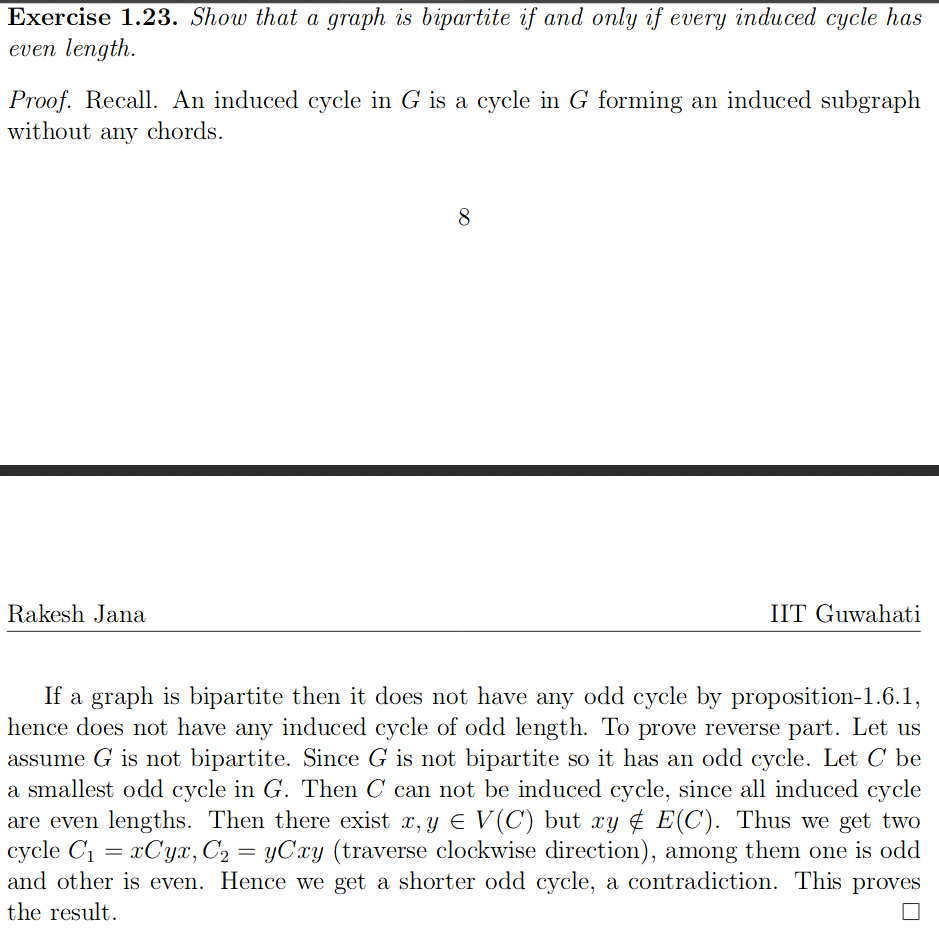 Exercise 1.23. Show that a graph is bipartite if and only if every induced cycle has
even length.
Proof. Recall. An induced cycle in G is a cycle in G forming an induced subgraph
without any chords.
8
Rakesh Jana IIT Guwahati
If a graph is bipartite then it does not have any odd cycle by proposition-1.6.1,
hence does not have any induced cycle of odd length. To prove reverse part. Let us
assume G is not bipartite. Since G is not bipartite so it has an odd cycle. Let C be
a smallest odd cycle in G. Then C can not be induced cycle, since all induced cycle
are even lengths. Then there exist x, y ∈ V(C) but xy ∉ E(C). Thus we get two
cycle C₁ = xCyx, C₂ = yCxy (traverse clockwise direction), among them one is odd
and other is even. Hence we get a shorter odd cycle, a contradiction. This proves
the result. □